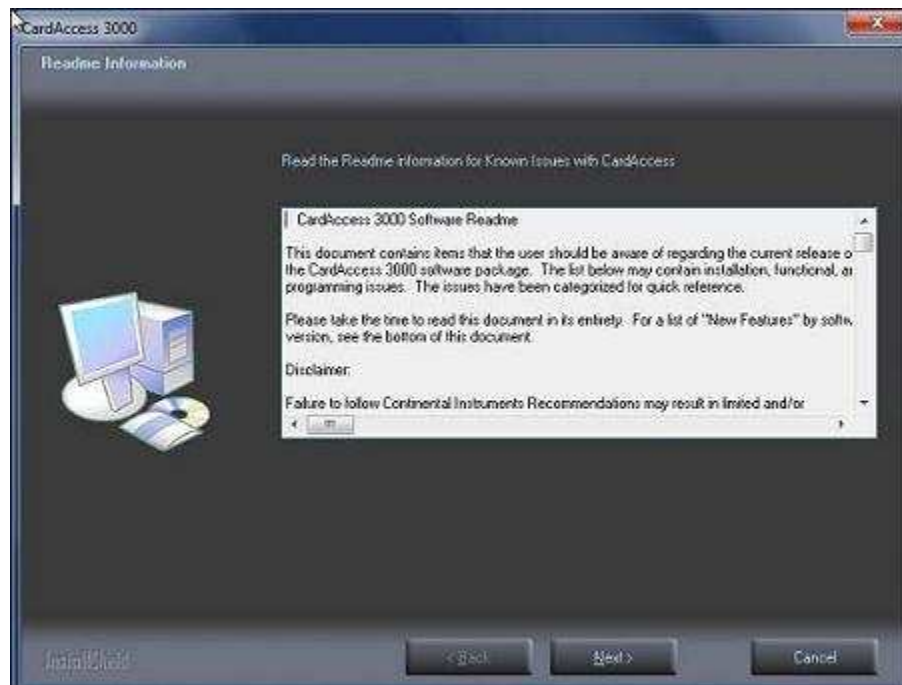 CardAccess 3000
Readme Information
Read the Readme information for Known Issues with CardAccess
CardAccess 3000 Software Readme
This document contains items that the user should be aware of regarding the current release o
the CardAccess 3000 software package. The list below may contain installation, functional, ar
programming issues. The issues have been categorized for quick reference.
Please take the time to read this document in its entirety. For a list of "New Features" by softw
version, see the bottom of this document.
Disclaimer:
Failure to follow Continental Instruments Recommendations may result in limited and/or
InstallShield
< Back
Next >
Cancel